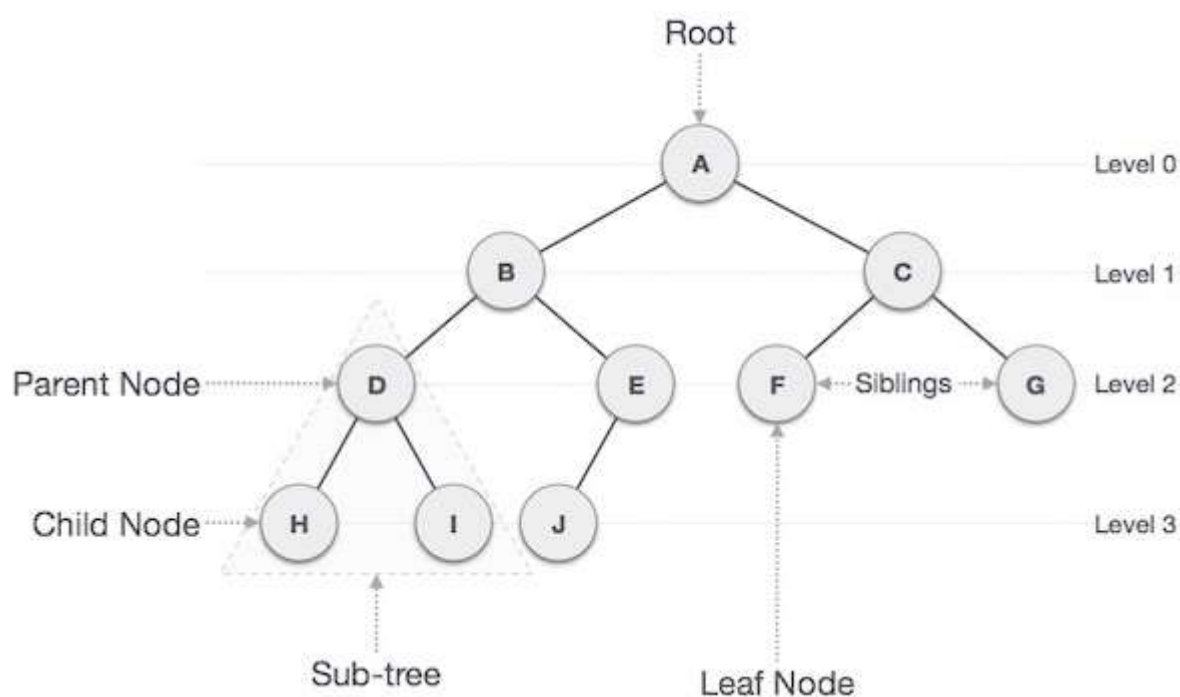 Root
A
Level 0
B
C
Level 1
Parent Node
D
E
F
Siblings
G
Level 2
Child Node
H
I
J
Level 3
Sub-tree
Leaf Node